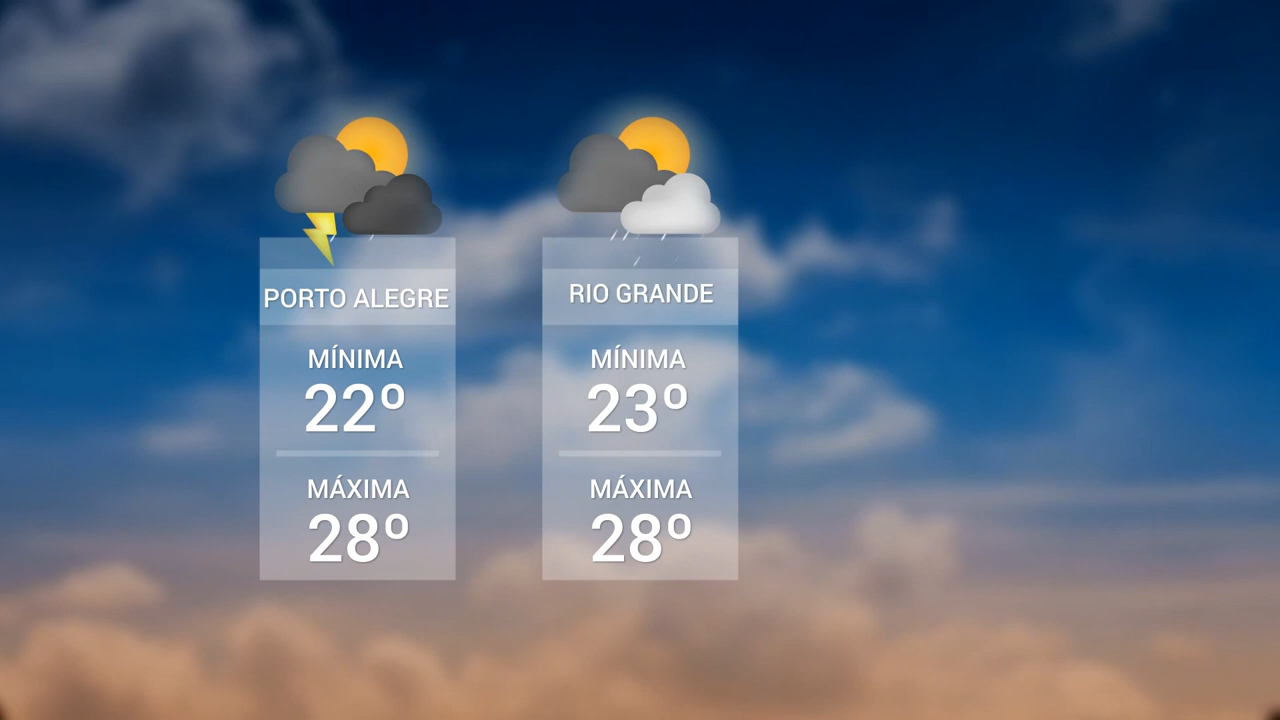 PORTO ALEGRE
MÍNIMA
22º
MÁXIMA
28º
RIO GRANDE
MÍNIMA
23º
MÁXIMA
28º